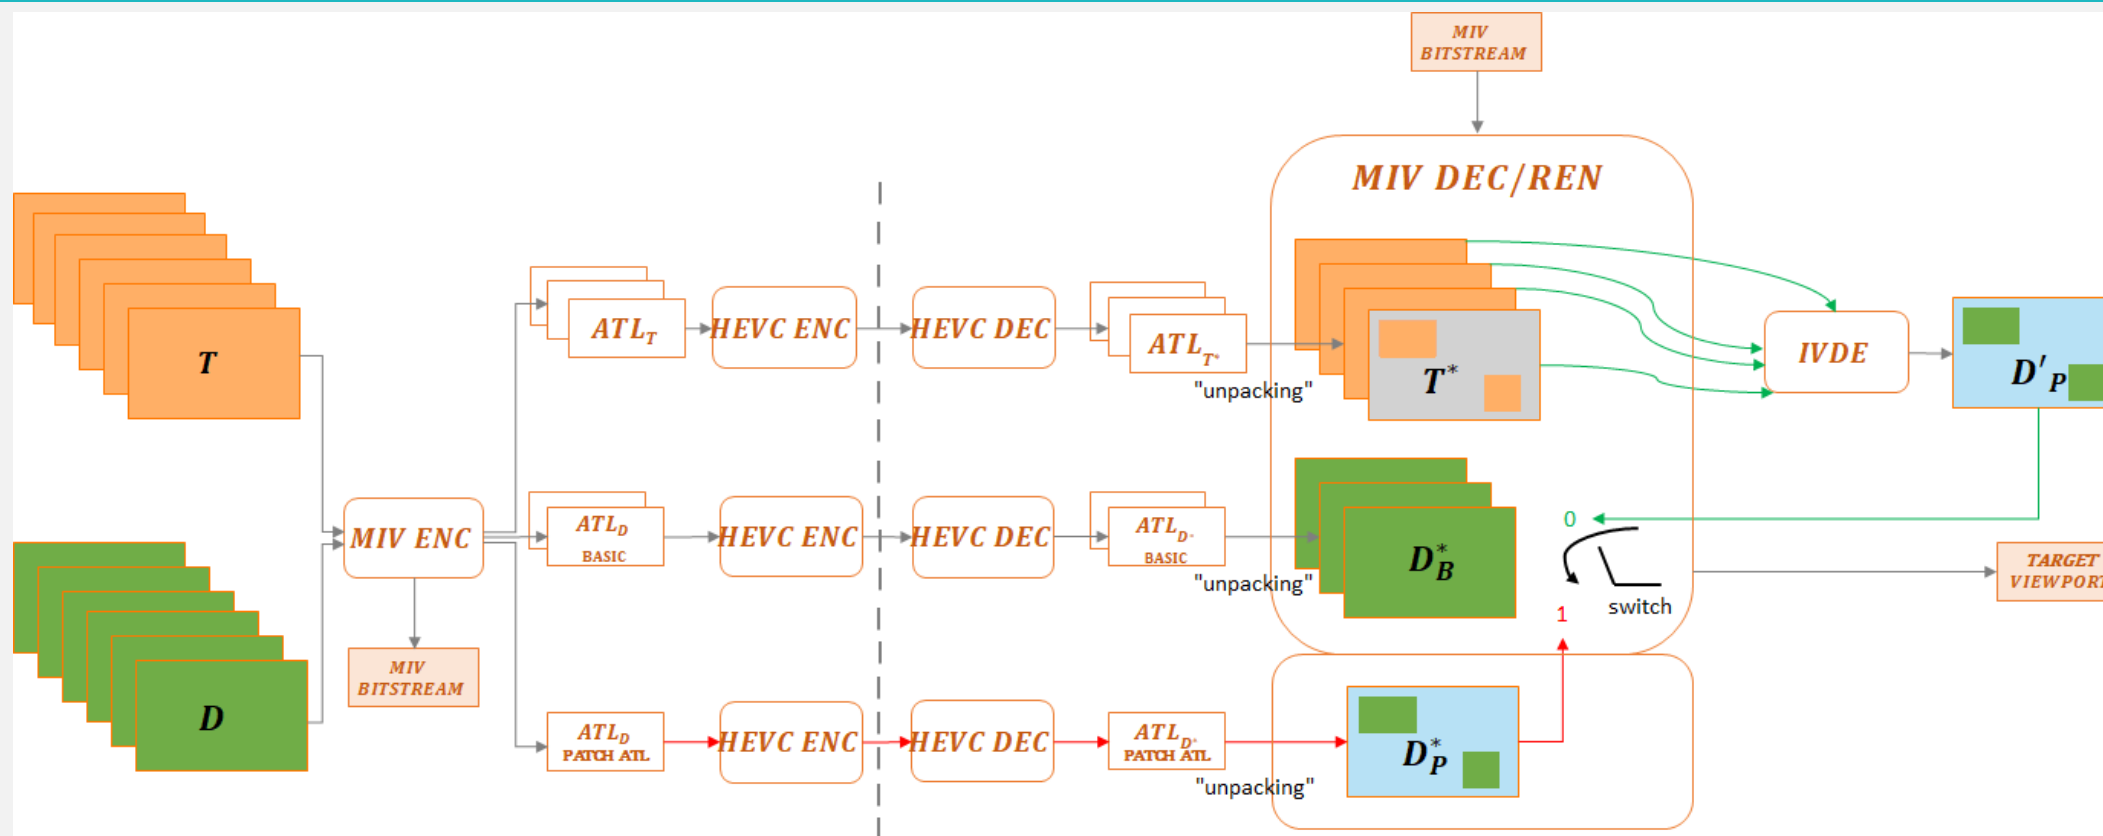 MIV
BITSTREAM
MIV DEC/REN
T
ATL_T
HEVC ENC
HEVC DEC
ATL_T*
"unpacking"
T*
IVDE
D'_P
D
MIV ENC
MIV
BITSTREAM
ATL_D
BASIC
HEVC ENC
HEVC DEC
ATL_D*
BASIC
"unpacking"
D*_B
0
1
switch
TARGET
VIEWPORT
ATL_D
PATCH ATL
HEVC ENC
HEVC DEC
ATL_D*
PATCH ATL
"unpacking"
D*_P